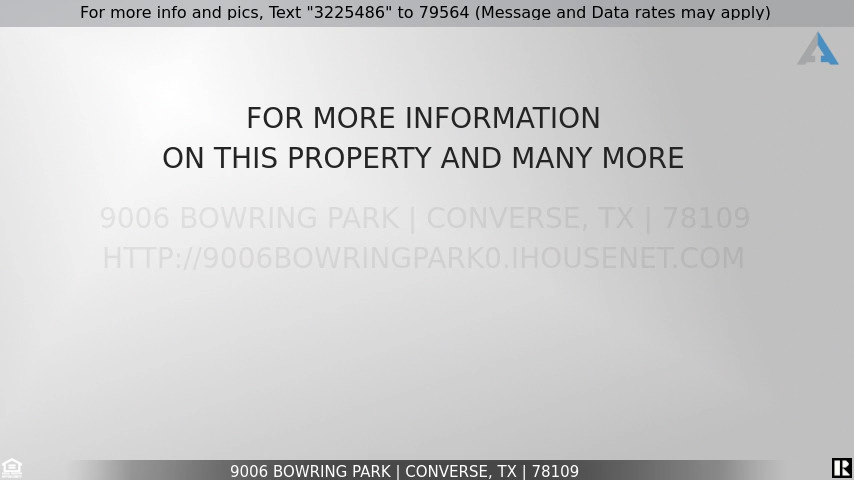 For more info and pics, Text "3225486" to 79564 (Message and Data rates may apply)
FOR MORE INFORMATION
ON THIS PROPERTY AND MANY MORE
9006 BOWRING PARK | CONVERSE, TX | 78109
HTTP://9006BOWRINGPARK0.IHOUSENET.COM
9006 BOWRING PARK | CONVERSE, TX | 78109